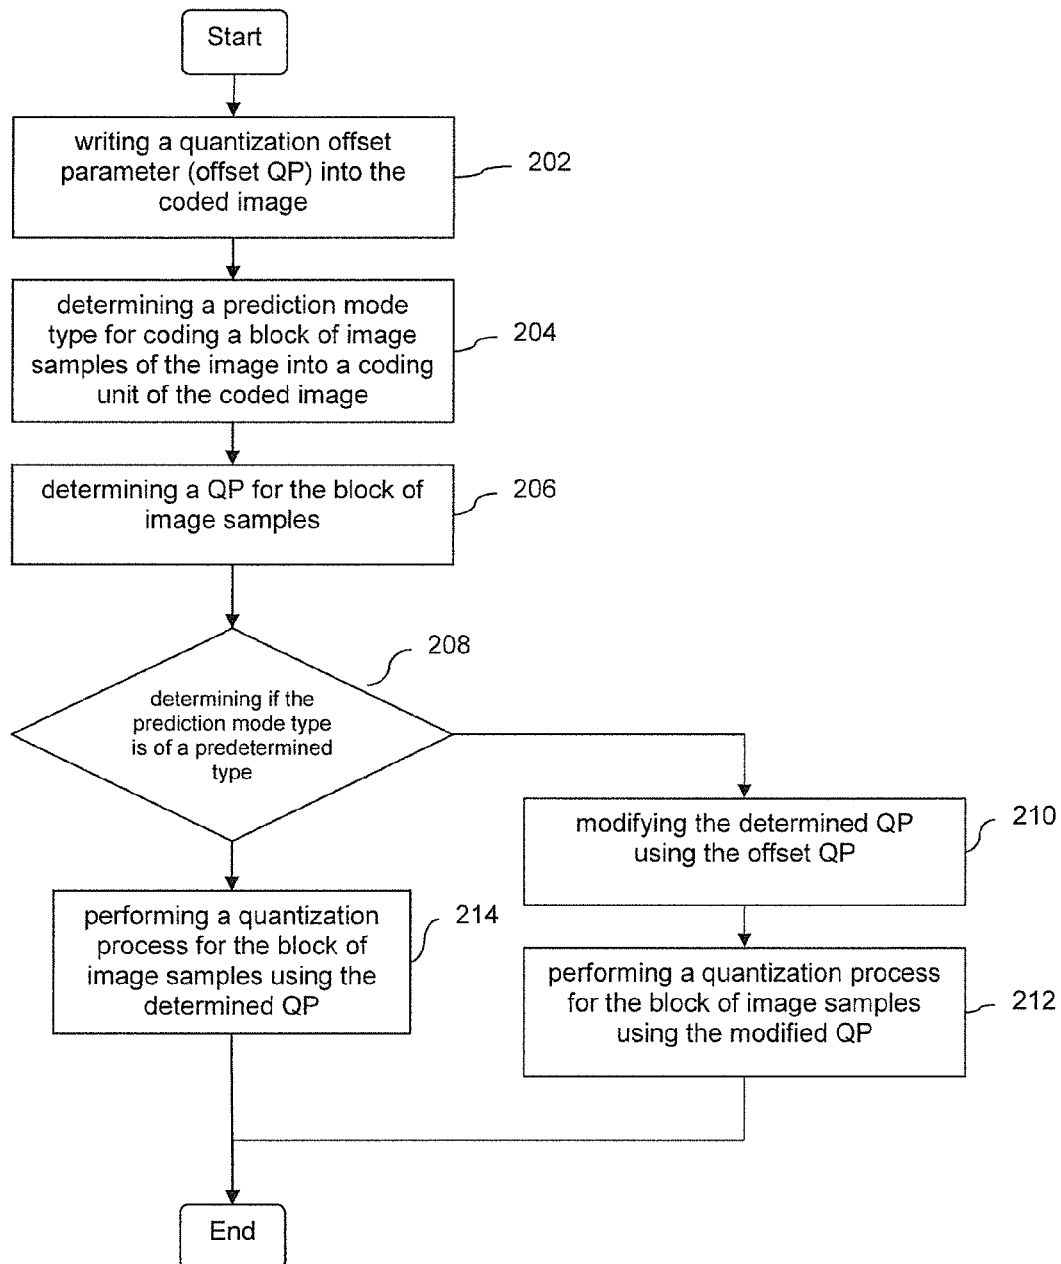 Start
writing a quantization offset
parameter (offset QP) into the
coded image
202
determining a prediction mode
type for coding a block of image
samples of the image into a coding
unit of the coded image
204
determining a QP for the block of
image samples
206
208
determining if the
prediction mode type
is of a predetermined
type
modifying the determined QP
using the offset QP
210
performing a quantization
process for the block of
image samples using the
determined QP
214
performing a quantization process
for the block of image samples
using the modified QP
212
End